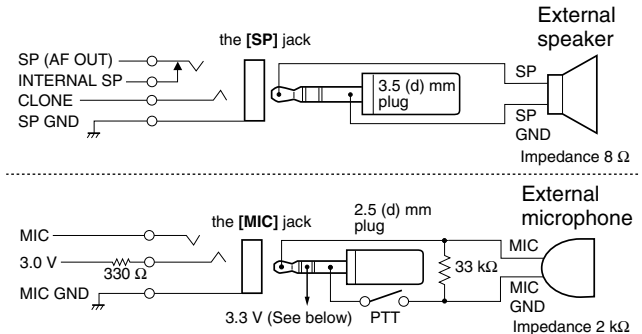 External
speaker
the [SP] jack
SP (AF OUT)
INTERNAL SP
CLONE
SP GND
3.5 (d) mm
plug
SP
SP
GND
Impedance 8 Ω
External
microphone
the [MIC] jack
2.5 (d) mm
plug
MIC
3.0 V
330 Ω
MIC GND
33 kΩ
MIC
MIC
GND
3.3 V (See below)
PTT
Impedance 2 kΩ